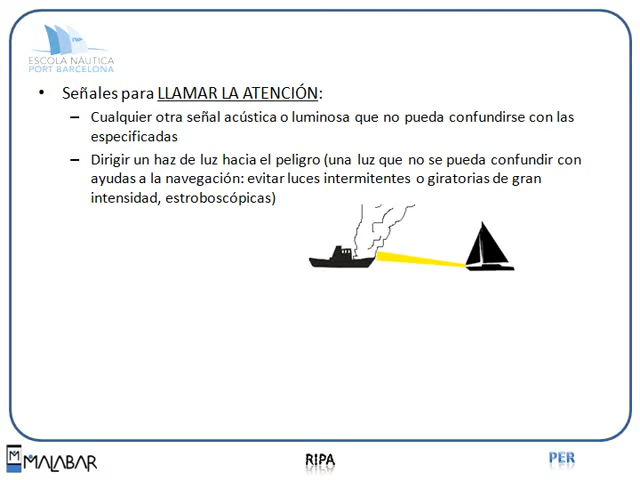 ESCOLA NÁUTICA
PORT BARCELONA
• Señales para LLAMAR LA ATENCIÓN:
– Cualquier otra señal acústica o luminosa que no pueda confundirse con las
especificadas
– Dirigir un haz de luz hacia el peligro (una luz que no se pueda confundir con
ayudas a la navegación: evitar luces intermitentes o giratorias de gran
intensidad, estroboscópicas)
MALABAR
RIPA
PER